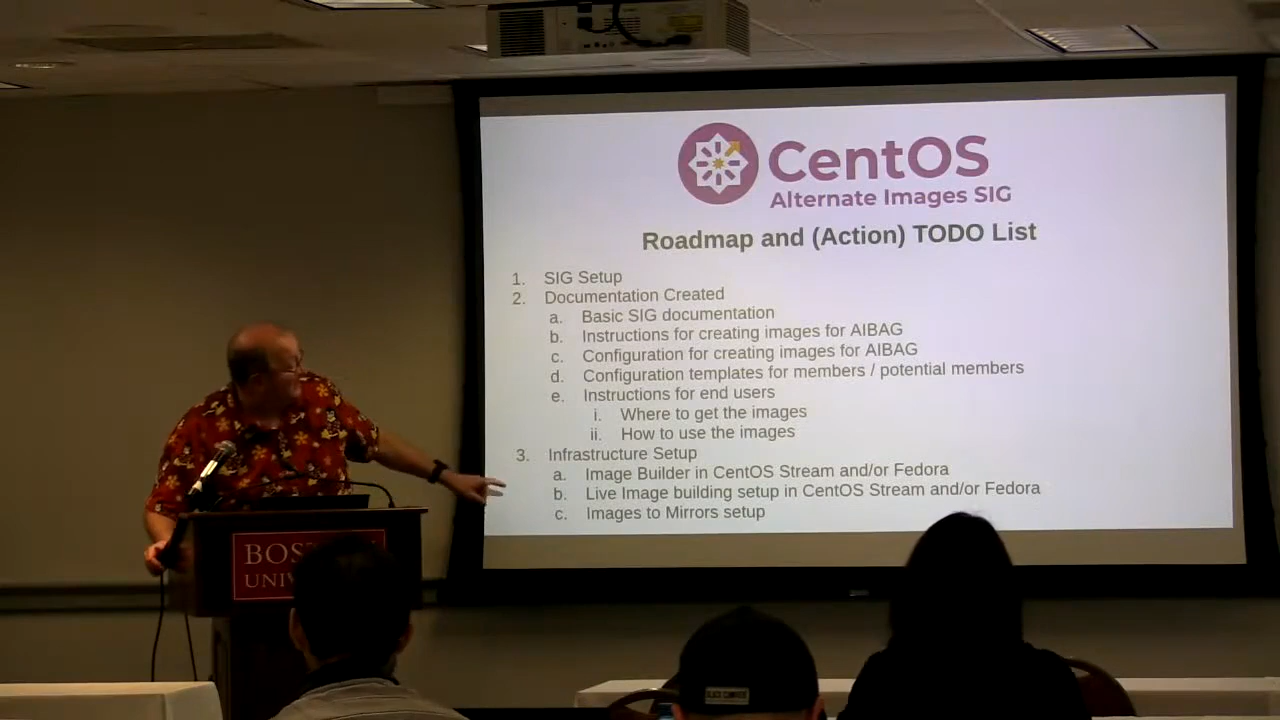 CentOS
Alternate Images SIG
Roadmap and (Action) TODO List
1. SIG Setup
2. Documentation Created
a. Basic SIG documentation
b. Instructions for creating images for AIBAG
c. Configuration for creating images for AIBAG
d. Configuration templates for members / potential members
e. Instructions for end users
i. Where to get the images
ii. How to use the images
3. Infrastructure Setup
a. Image Builder in CentOS Stream and/or Fedora
b. Live Image building setup in CentOS Stream and/or Fedora
c. Images to Mirrors setup